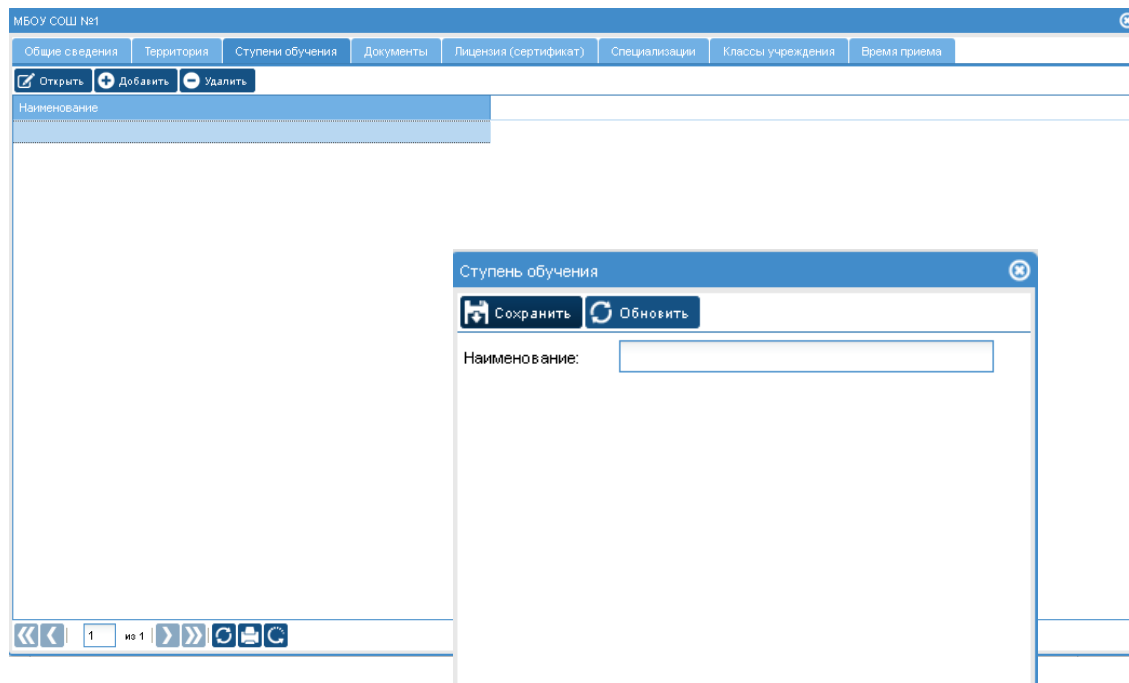 МБОУ СОШ №1
Общие сведения Территория Ступени обучения Документы Лицензия (сертификат) Специализации Классы учреждения Время приема
Открыть Добавить Удалить
Наименование
Ступень обучения
Сохранить Обновить
Наименование:
1 из 1